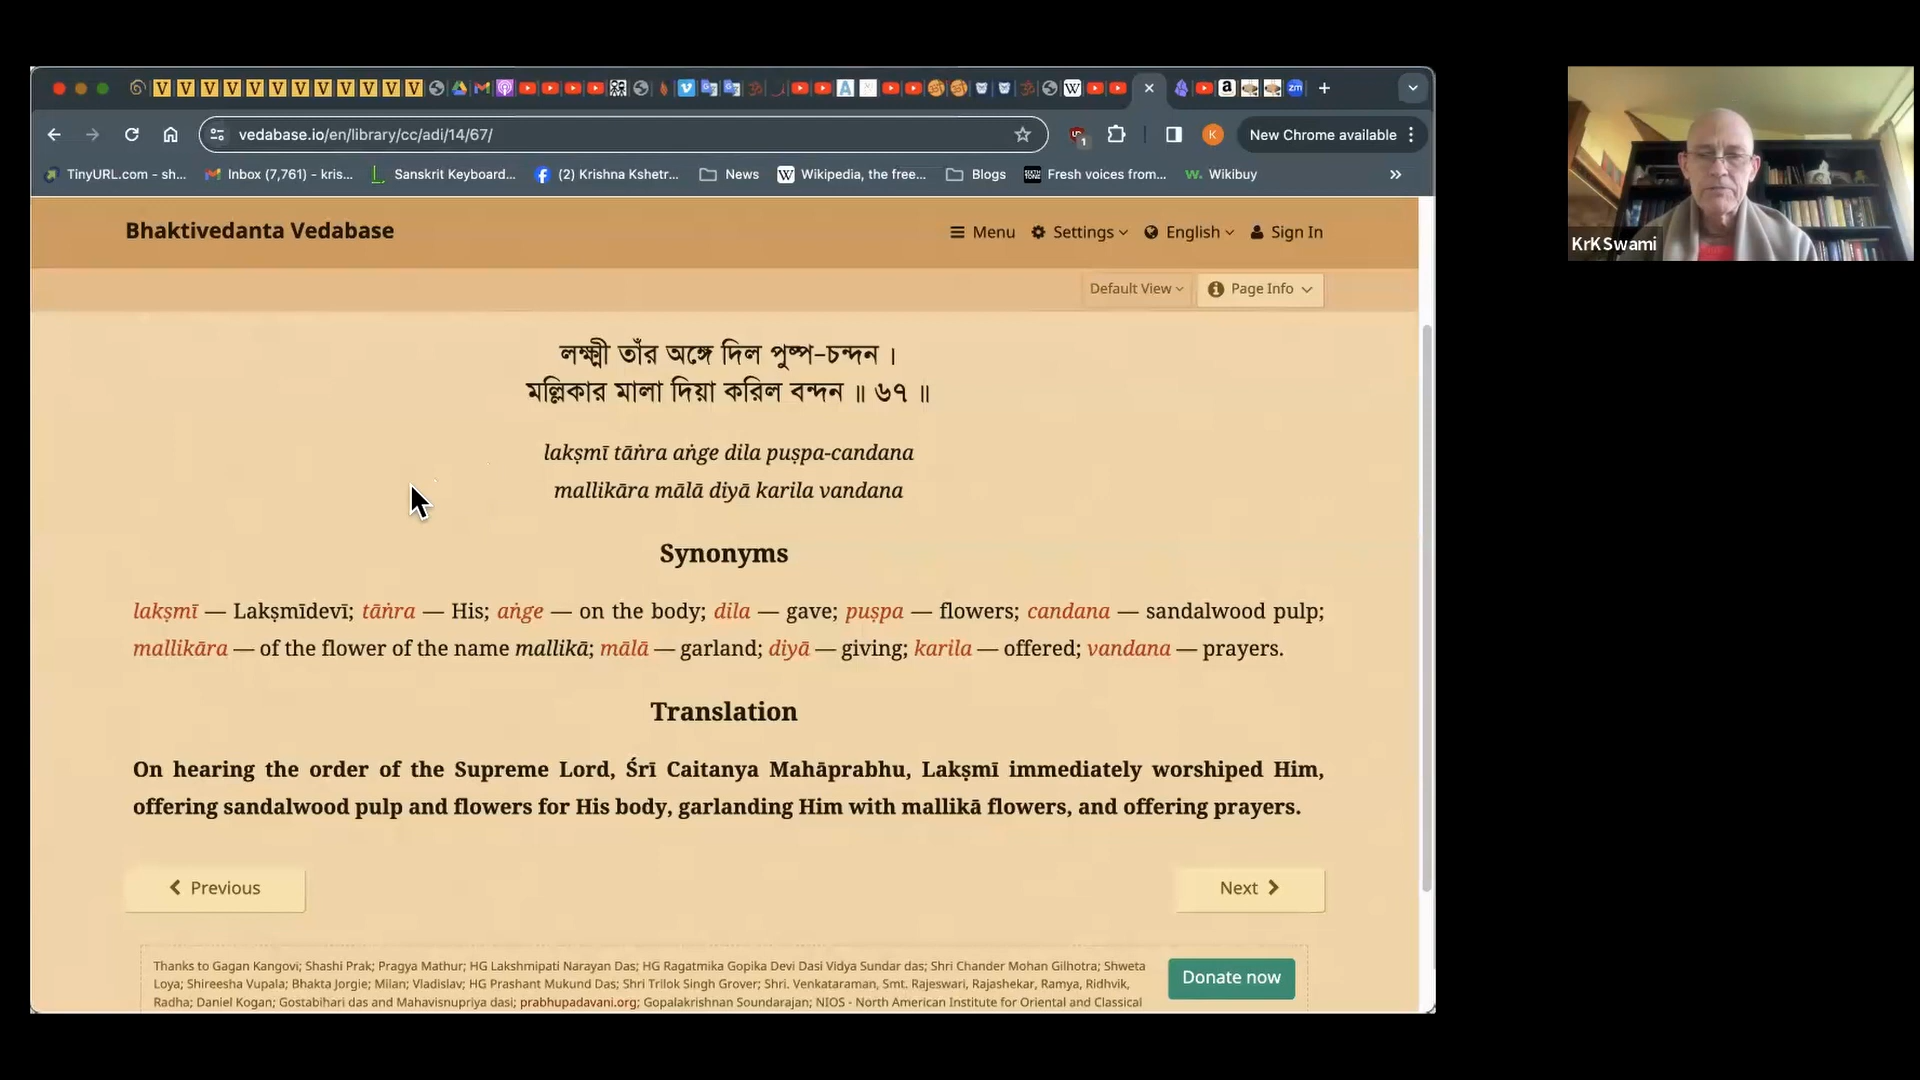 vedabase.io/en/library/cc/adi/14/67/
New Chrome available
TinyURL.com - sh...
Inbox (7,761) - kris...
Sanskrit Keyboard...
(2) Krishna Kshetr...
News
Wikipedia, the free...
Blogs
Fresh voices from...
Wikibuy
Bhaktivedanta Vedabase
Menu
Settings
English
Sign In
Default View
Page Info
KrKSwami
লক্ষ্মী তাঁর অঙ্গে দিল পুষ্প-চন্দন ।
মল্লিকার মালা দিয়া করিল বন্দন ॥ ৬৭ ॥
lakṣmī tāṅra aṅge dila puṣpa-candana
mallikāra mālā diyā karila vandana
Synonyms
lakṣmī — Lakṣmīdevī; tāṅra — His; aṅge — on the body; dila — gave; puṣpa — flowers; candana — sandalwood pulp;
mallikāra — of the flower of the name mallikā; mālā — garland; diyā — giving; karila — offered; vandana — prayers.
Translation
On hearing the order of the Supreme Lord, Śrī Caitanya Mahāprabhu, Lakṣmī immediately worshiped Him,
offering sandalwood pulp and flowers for His body, garlanding Him with mallikā flowers, and offering prayers.
Previous
Next
Thanks to Gagan Kangovi; Shashi Prak; Pragya Mathur; HG Lakshmipati Narayan Das; HG Ragatmika Gopika Devi Dasi Vidya Sundar das; Shri Chander Mohan Gilhotra; Shweta
Loya; Shireesha Vupala; Bhakta Jorgie; Milan; Vladislav; HG Prashant Mukund Das; Shri Trilok Singh Grover; Shri. Venkataraman, Smt. Rajeswari, Rajashekar, Ramya, Ridhvik,
Radha; Daniel Kogan; Gostabihari das and Mahavisnupriya dasi; prabhupadavani.org; Gopalakrishnan Soundarajan; NIOS - North American Institute for Oriental and Classical
Donate now